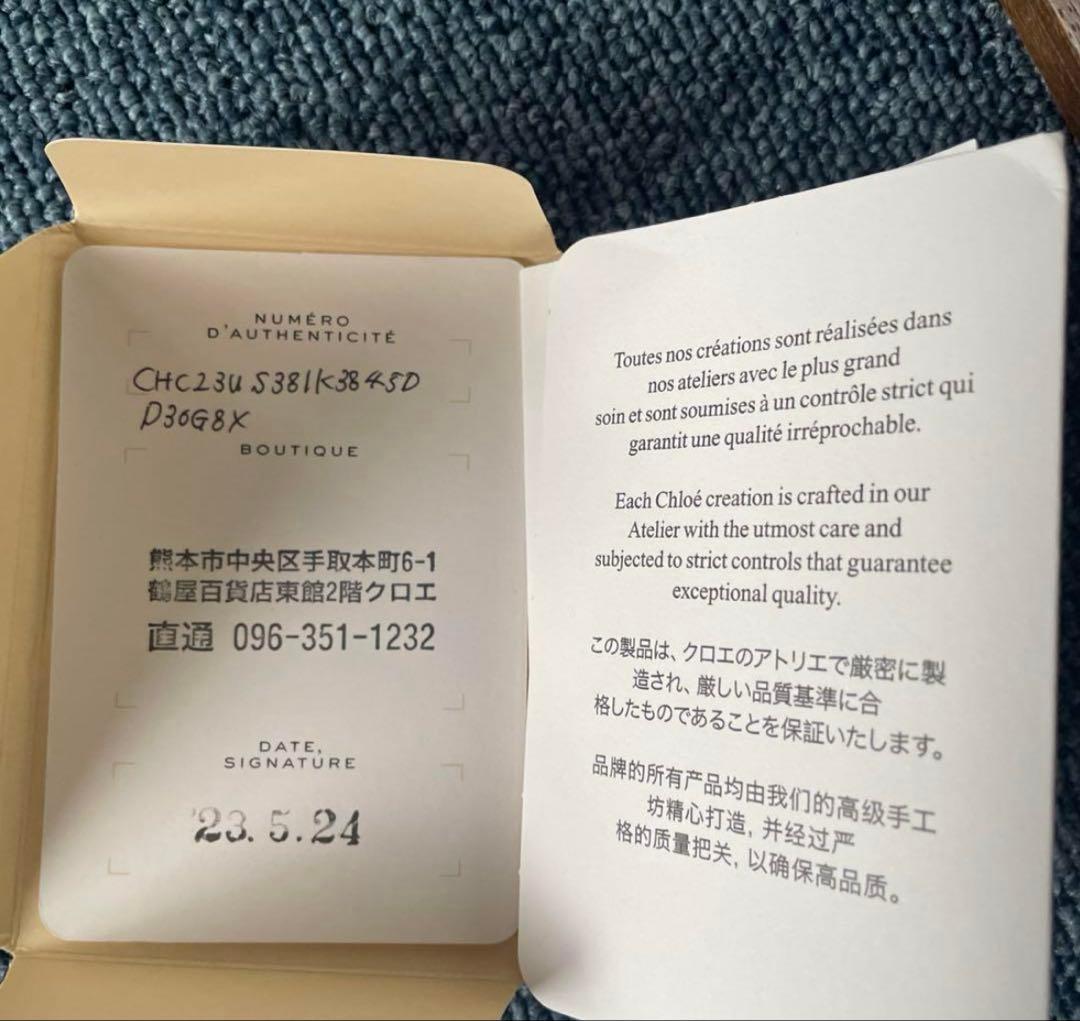 NUMÉRO
D'AUTHENTICITÉ
CHC23US381K3845D
D30G8X
BOUTIQUE
熊本市中央区手取本町6-1
鶴屋百貨店東館2階クロエ
直通 096-351-1232
DATE,
SIGNATURE
'23.5.24
Toutes nos créations sont réalisées dans
nos ateliers avec le plus grand
soin et sont soumises à un contrôle strict qui
garantit une qualité irréprochable.
Each Chloé creation is crafted in our
Atelier with the utmost care and
subjected to strict controls that guarantee
exceptional quality.
この製品は、クロエのアトリエで厳密に製
造され、厳しい品質基準に合
格したものであることを保証いたします。
品牌的所有产品均由我们的高级手工
坊精心打造, 并经过严
格的质量把关, 以确保高品质。